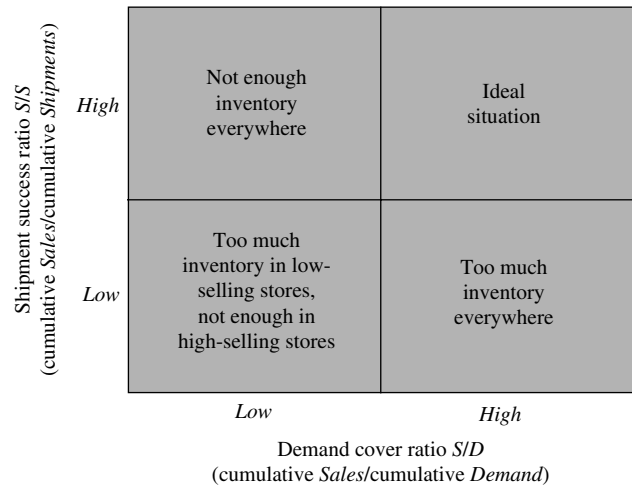 Shipment success ratio S/S
(cumulative Sales/cumulative Shipments)
High
Not enough
inventory
everywhere
Ideal
situation
Low
Too much
inventory in low-
selling stores,
not enough in
high-selling stores
Too much
inventory
everywhere
Low
High
Demand cover ratio S/D
(cumulative Sales/cumulative Demand)